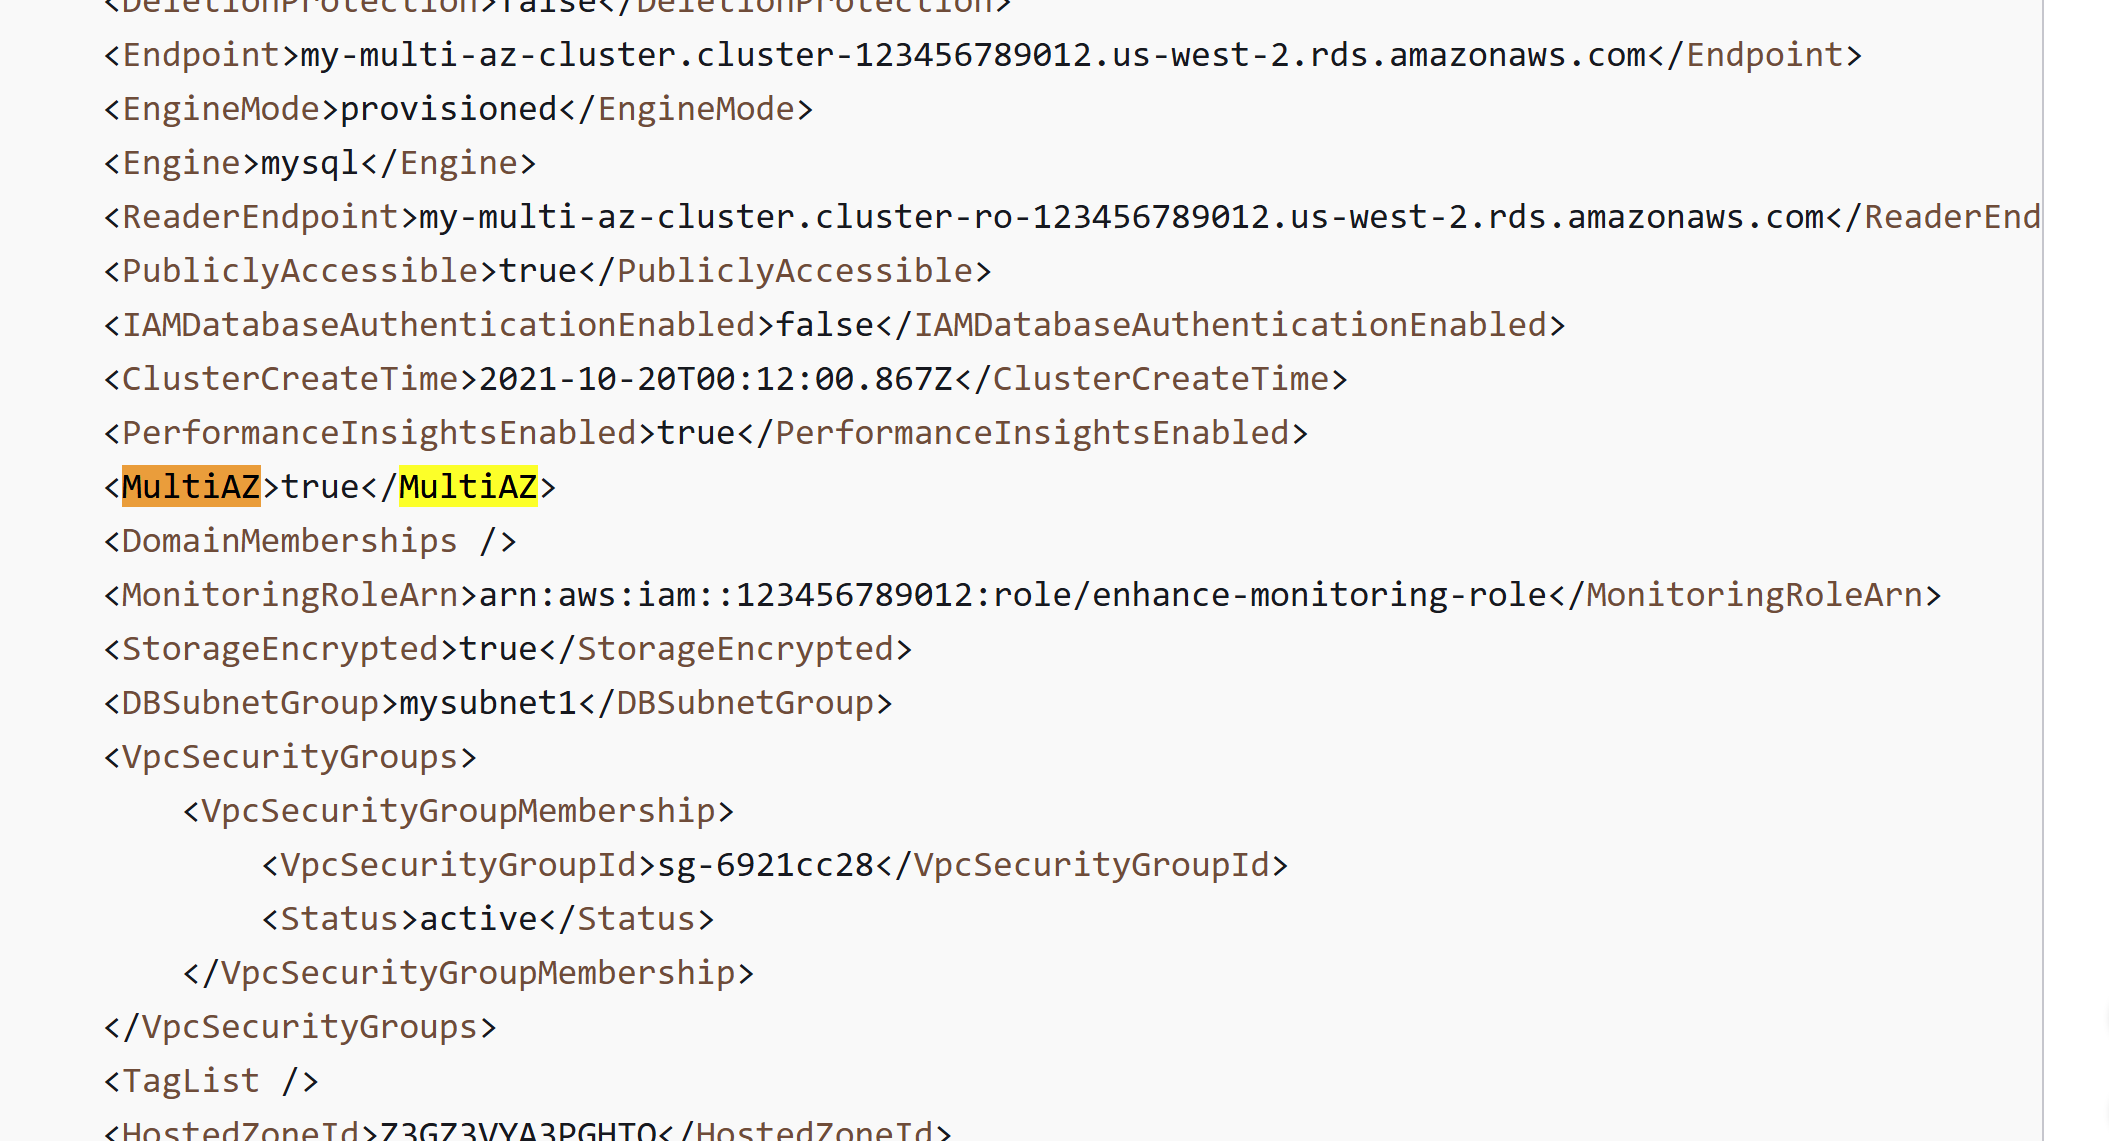 <DeletionProtection>false</DeletionProtection>
<Endpoint>my-multi-az-cluster.cluster-123456789012.us-west-2.rds.amazonaws.com</Endpoint>
<EngineMode>provisioned</EngineMode>
<Engine>mysql</Engine>
<ReaderEndpoint>my-multi-az-cluster.cluster-ro-123456789012.us-west-2.rds.amazonaws.com</ReaderEnd
<PubliclyAccessible>true</PubliclyAccessible>
<IAMDatabaseAuthenticationEnabled>false</IAMDatabaseAuthenticationEnabled>
<ClusterCreateTime>2021-10-20T00:12:00.867Z</ClusterCreateTime>
<PerformanceInsightsEnabled>true</PerformanceInsightsEnabled>
<MultiAZ>true</MultiAZ>
<DomainMemberships />
<MonitoringRoleArn>arn:aws:iam::123456789012:role/enhance-monitoring-role</MonitoringRoleArn>
<StorageEncrypted>true</StorageEncrypted>
<DBSubnetGroup>mysubnet1</DBSubnetGroup>
<VpcSecurityGroups>
<VpcSecurityGroupMembership>
<VpcSecurityGroupId>sg-6921cc28</VpcSecurityGroupId>
<Status>active</Status>
</VpcSecurityGroupMembership>
</VpcSecurityGroups>
<TagList />
<HostedZoneId>Z3GZ3VYA3PGHTQ</HostedZoneId>